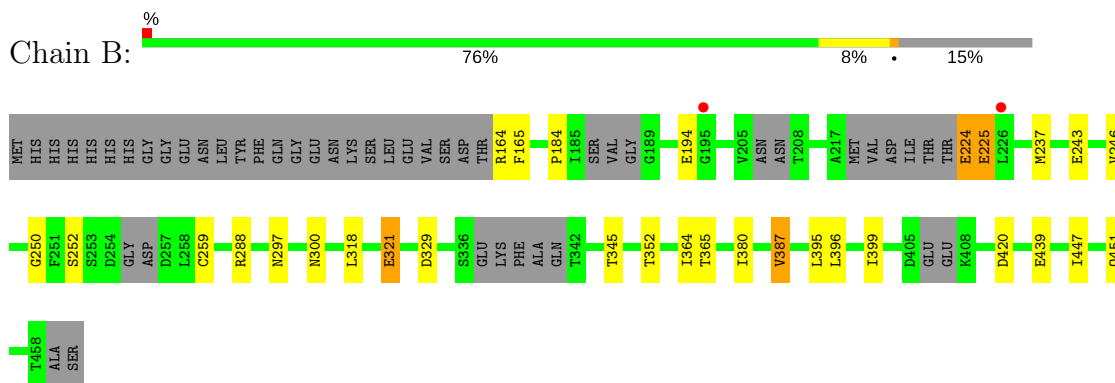 %
Chain B:
76% 8% • 15%
MET HIS HIS HIS HIS HIS HIS GLY GLY GLU ASN LEU TYR PHE GLN GLY GLU ASN LYS SER LEU GLU VAL SER ASP THR R164 F165 P184 I185 SER VAL GLY G189 E194 G195 V205 ASN ASN T208 A217 MET VAL ASP ILE THR THR E224 E225 L226 M237 E243 V246
G250 F251 S252 S253 D254 GLY ASP D257 L258 C259 R288 N297 N300 L318 E321 D329 S336 GLU LYS PHE ALA GLN T342 T345 T352 I364 T365 I380 V387 L395 L396 I399 D405 GLU GLU K408 D420 E439 I447
T458 ALA SER